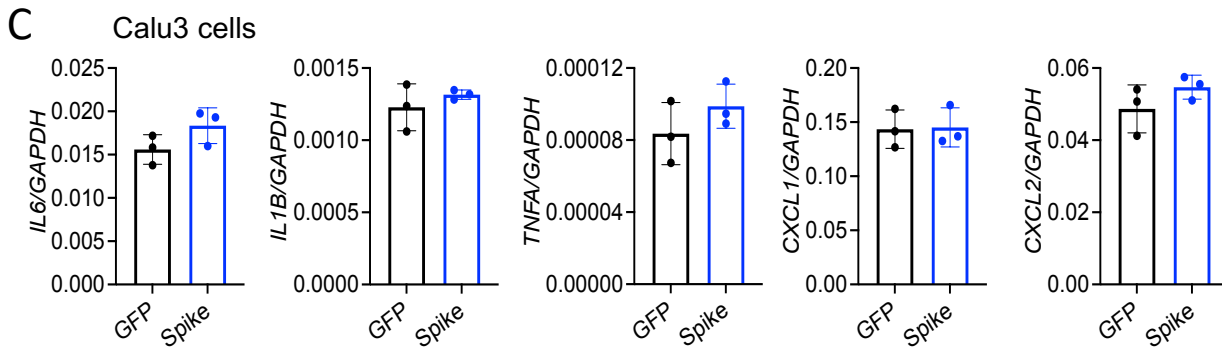 C
Calu3 cells
IL6/GAPDH
0.025
0.020
0.015
0.010
0.005
0.000
GFP
Spike
IL1B/GAPDH
0.0015
0.0010
0.0005
0.0000
GFP
Spike
TNFA/GAPDH
0.00012
0.00008
0.00004
0.00000
GFP
Spike
CXCL1/GAPDH
0.20
0.15
0.10
0.05
0.00
GFP
Spike
CXCL2/GAPDH
0.06
0.04
0.02
0.00
GFP
Spike